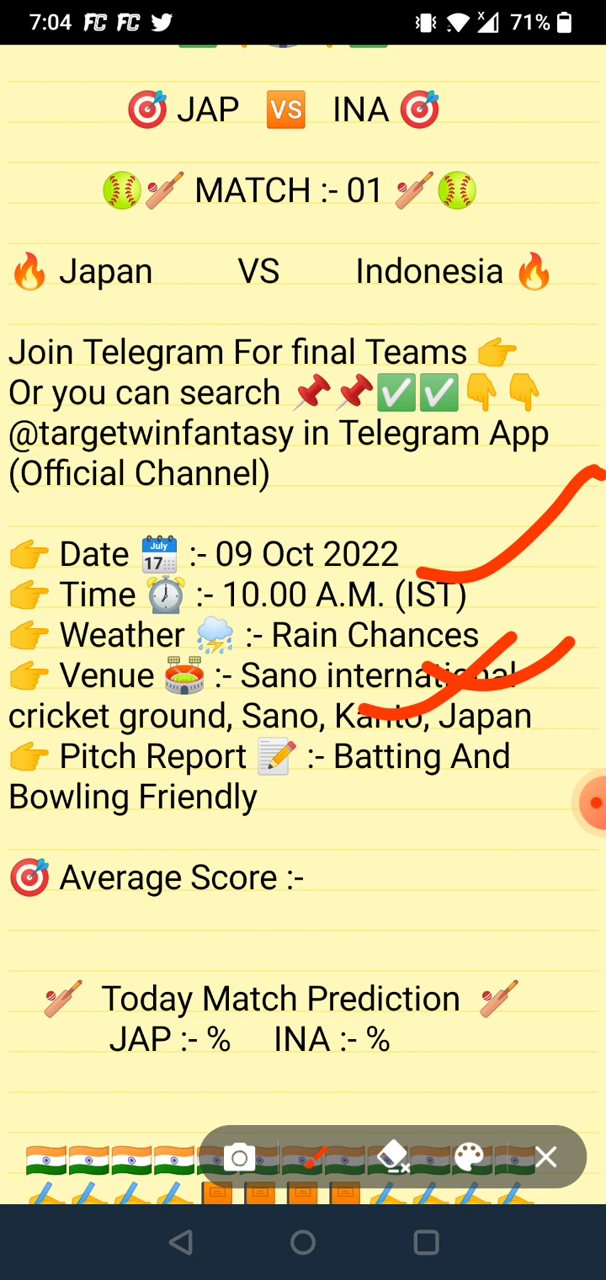 7:04 FC FC 71%
JAP VS INA
MATCH :- 01
Japan VS Indonesia
Join Telegram For final Teams
Or you can search
@targetwinfantasy in Telegram App
(Official Channel)
Date July 17 :- 09 Oct 2022
Time :- 10.00 A.M. (IST)
Weather :- Rain Chances
Venue :- Sano international
cricket ground, Sano, Kanto, Japan
Pitch Report :- Batting And
Bowling Friendly
Average Score :-
Today Match Prediction
JAP :- % INA :- %